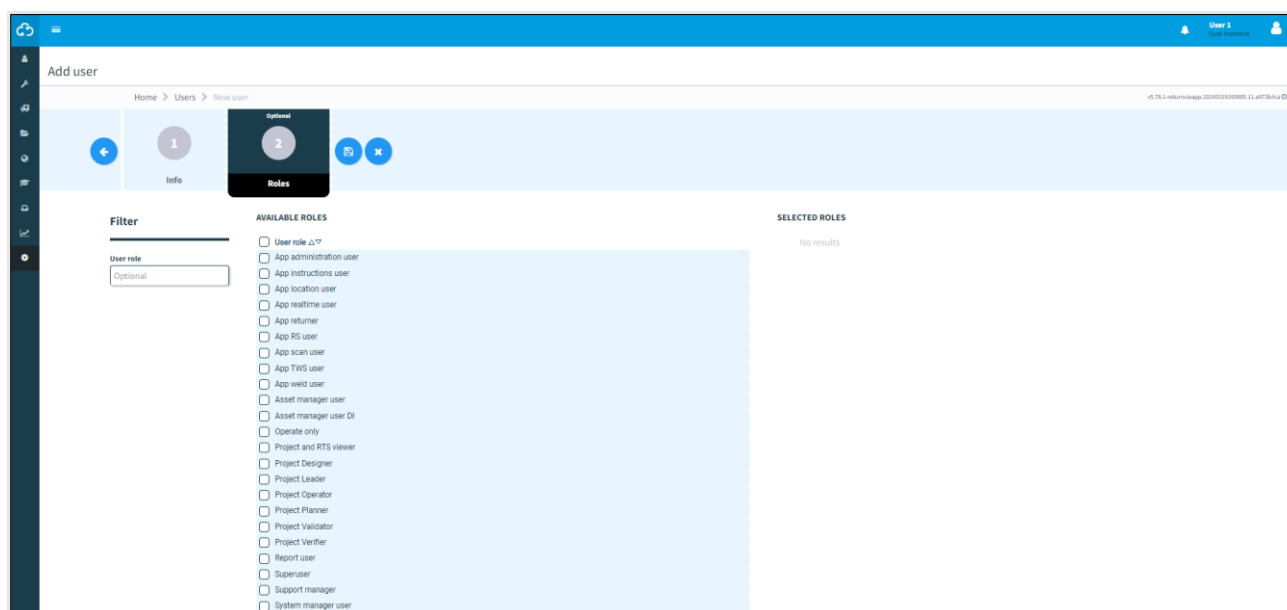 User 1
Dual Inventive
Add user
Home > Users > New user
Optional
1
2
Info
Roles
Filter
AVAILABLE ROLES
SELECTED ROLES
User role
No results
User role
Optional
App administration user
App instructions user
App location user
App realtime user
App returner
App RS user
App scan user
App TWS user
App weld user
Asset manager user
Asset manager user DI
Operate only
Project and RTS viewer
Project Designer
Project Leader
Project Operator
Project Planner
Project Validator
Project Verifier
Report user
Superuser
Support manager
System manager user